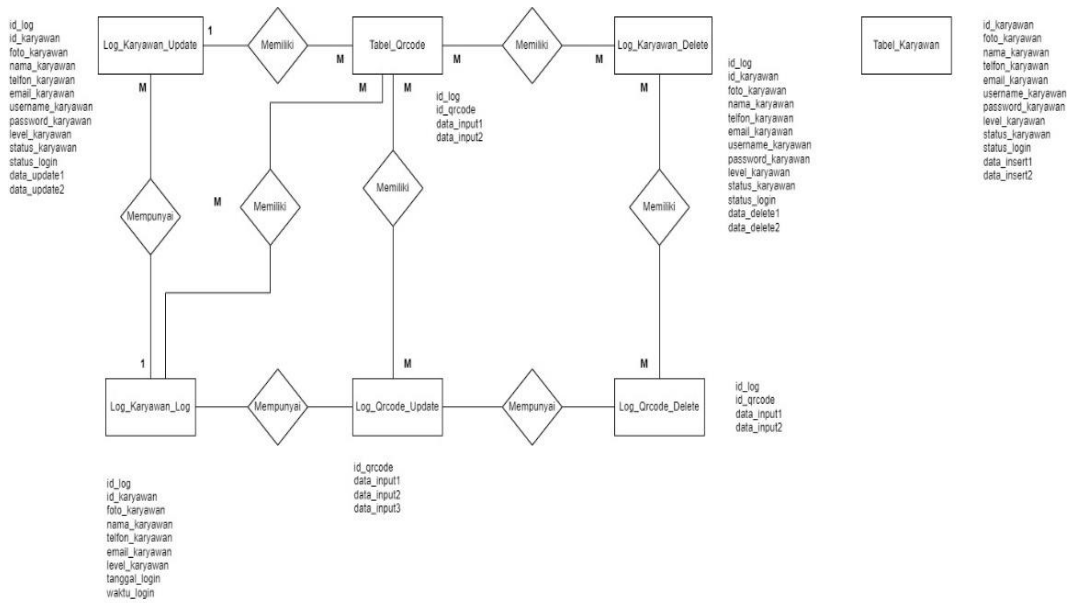 id_log
id_karyawan
foto_karyawan
nama_karyawan
telfon_karyawan
email_karyawan
username_karyawan
password_karyawan
level_karyawan
status_karyawan
status_login
data_update1
data_update2
Log_Karyawan_Update
1
M
Memiliki
M
Tabel_Qrcode
M
M
M
id_log
id_qrcode
data_input1
data_input2
Memiliki
M
Log_Karyawan_Delete
M
id_log
id_karyawan
foto_karyawan
nama_karyawan
telfon_karyawan
email_karyawan
username_karyawan
password_karyawan
level_karyawan
status_karyawan
status_login
data_delete1
data_delete2
Tabel_Karyawan
id_karyawan
foto_karyawan
nama_karyawan
telfon_karyawan
email_karyawan
username_karyawan
password_karyawan
level_karyawan
status_karyawan
status_login
data_insert1
data_insert2
Mempunyai
M
Memiliki
Memiliki
Memiliki
1
M
M
Log_Karyawan_Log
Mempunyai
Log_Qrcode_Update
Mempunyai
Log_Qrcode_Delete
id_log
id_qrcode
data_input1
data_input2
id_log
id_karyawan
foto_karyawan
nama_karyawan
telfon_karyawan
email_karyawan
level_karyawan
tanggal_login
waktu_login
id_qrcode
data_input1
data_input2
data_input3